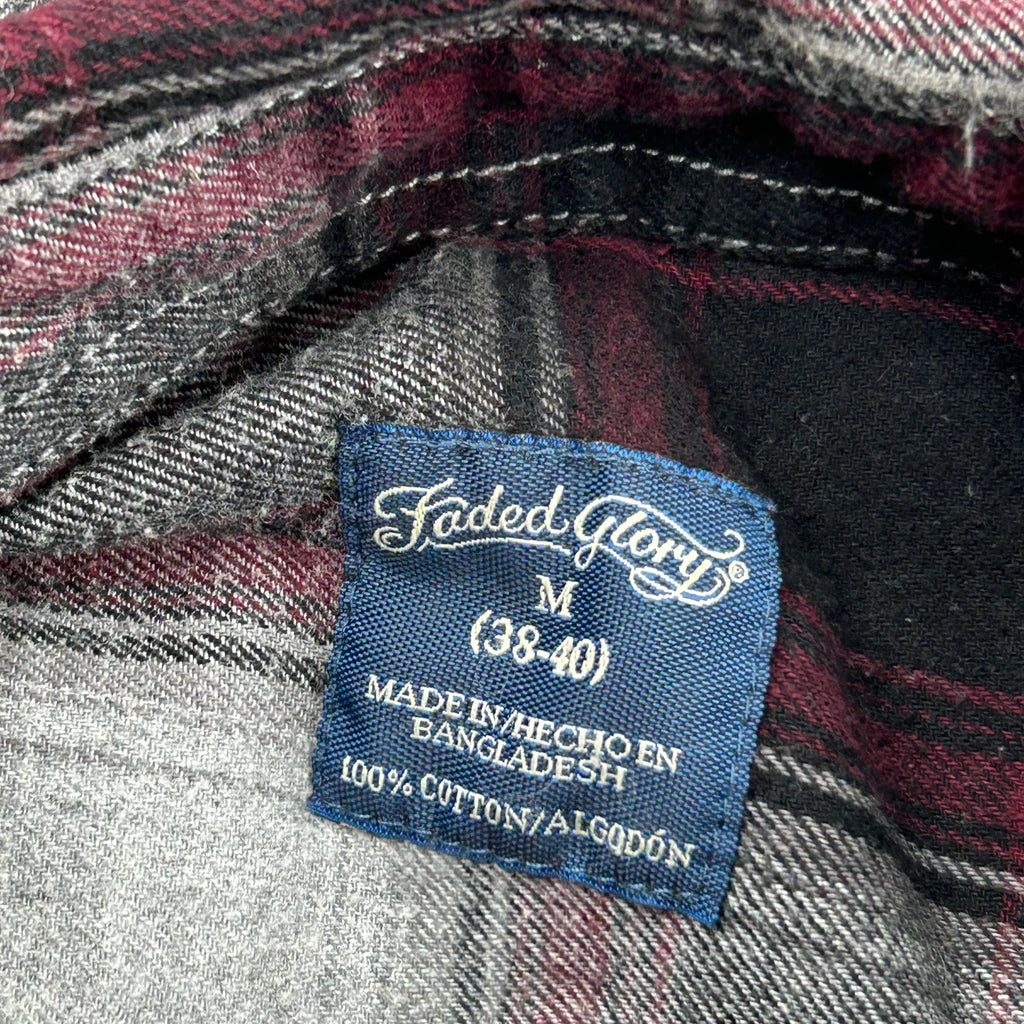 Faded Glory®
M
(38-40)
MADE IN/HECHO EN
BANGLADESH
100% COTTON/ALGODÓN